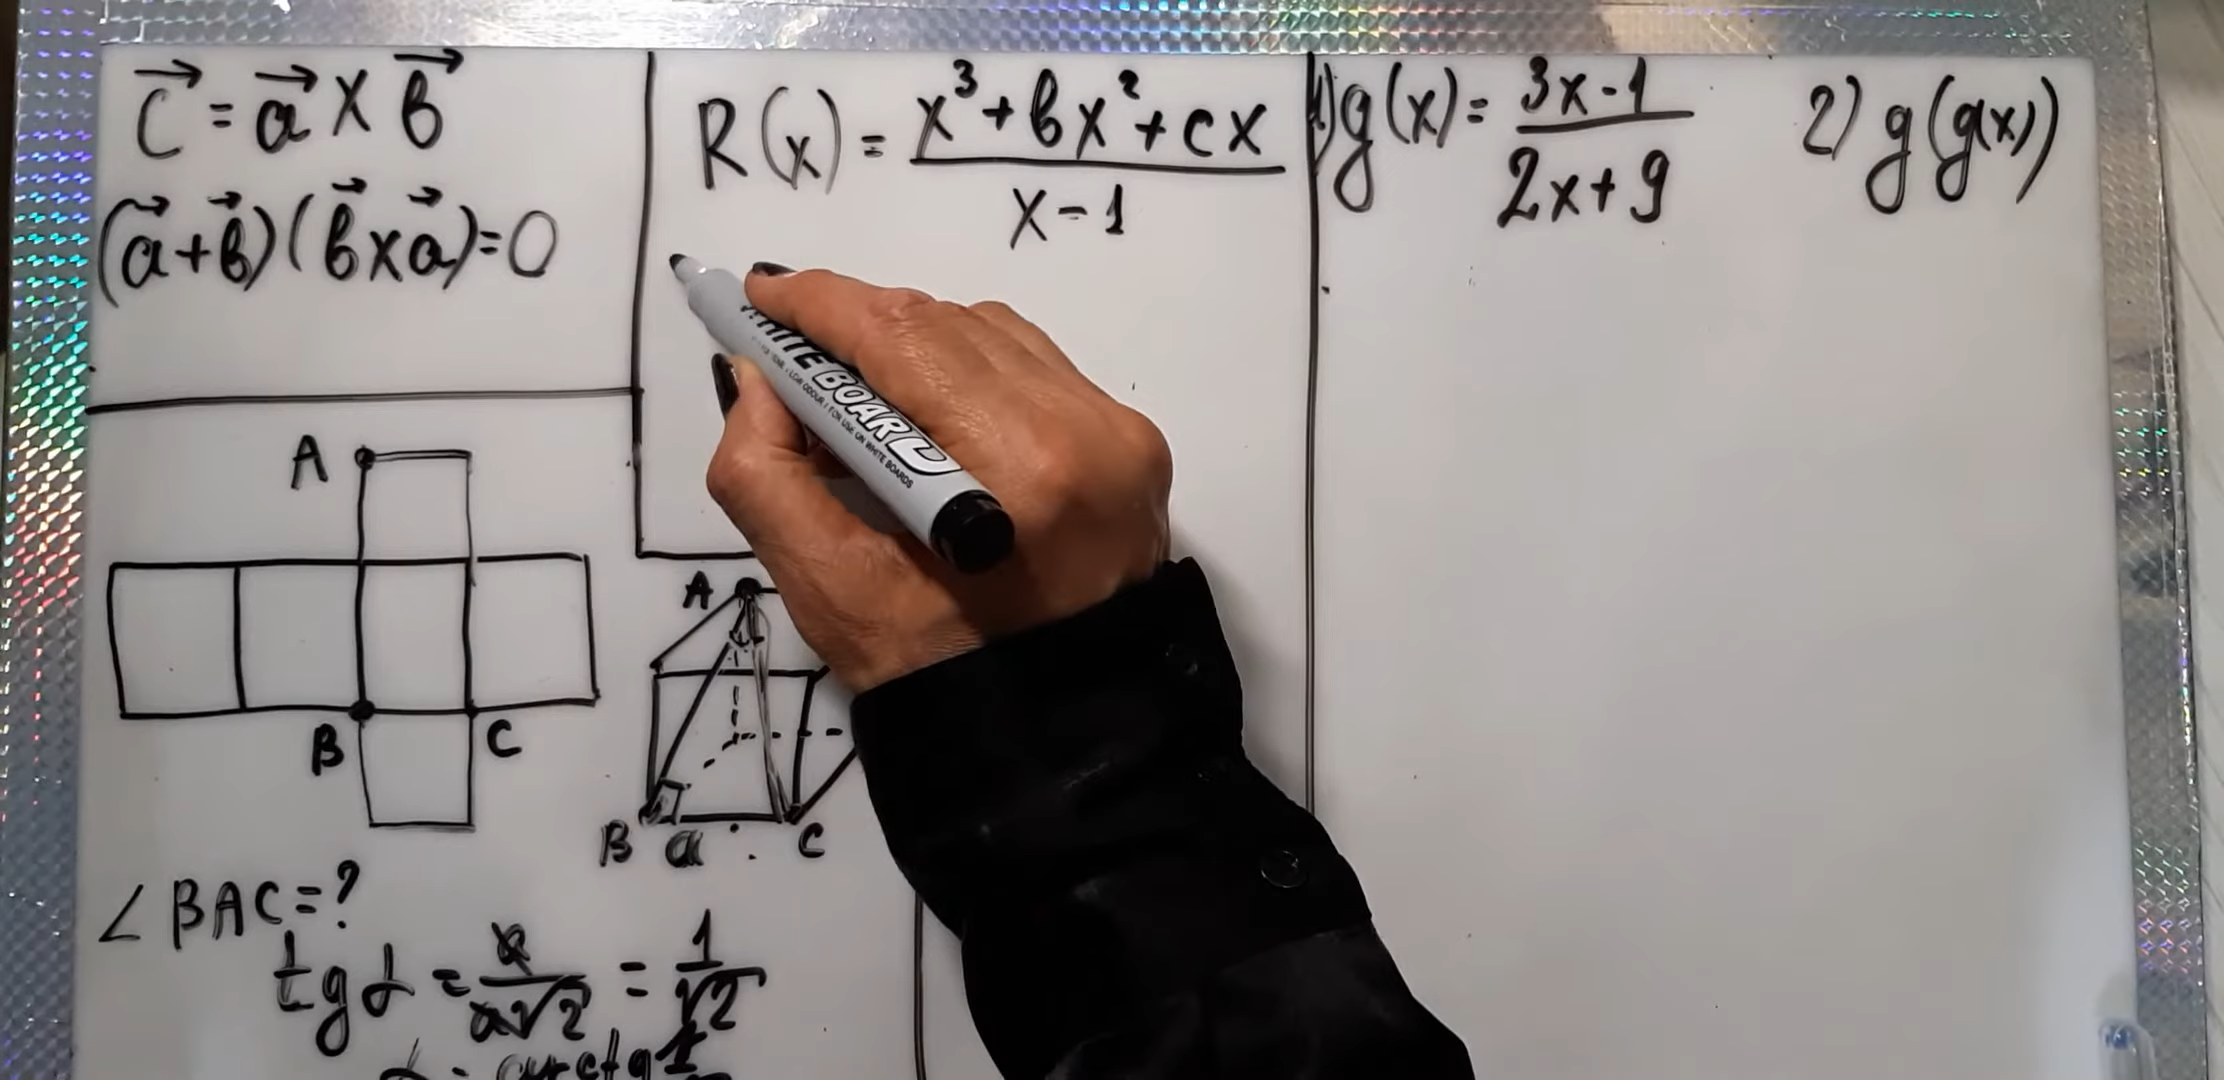 c⃗ = a⃗ × b⃗
(a⃗+b⃗)(b⃗×a⃗)=0
R(x) = (x³+bx²+cx)/(x-1)
1) g(x) = (3x-1)/(2x+9)
2) g(g(x))
WHITE BOARD
A
B
C
A
B a C
∠BAC=?
tgα = a/(a√2) = 1/√2